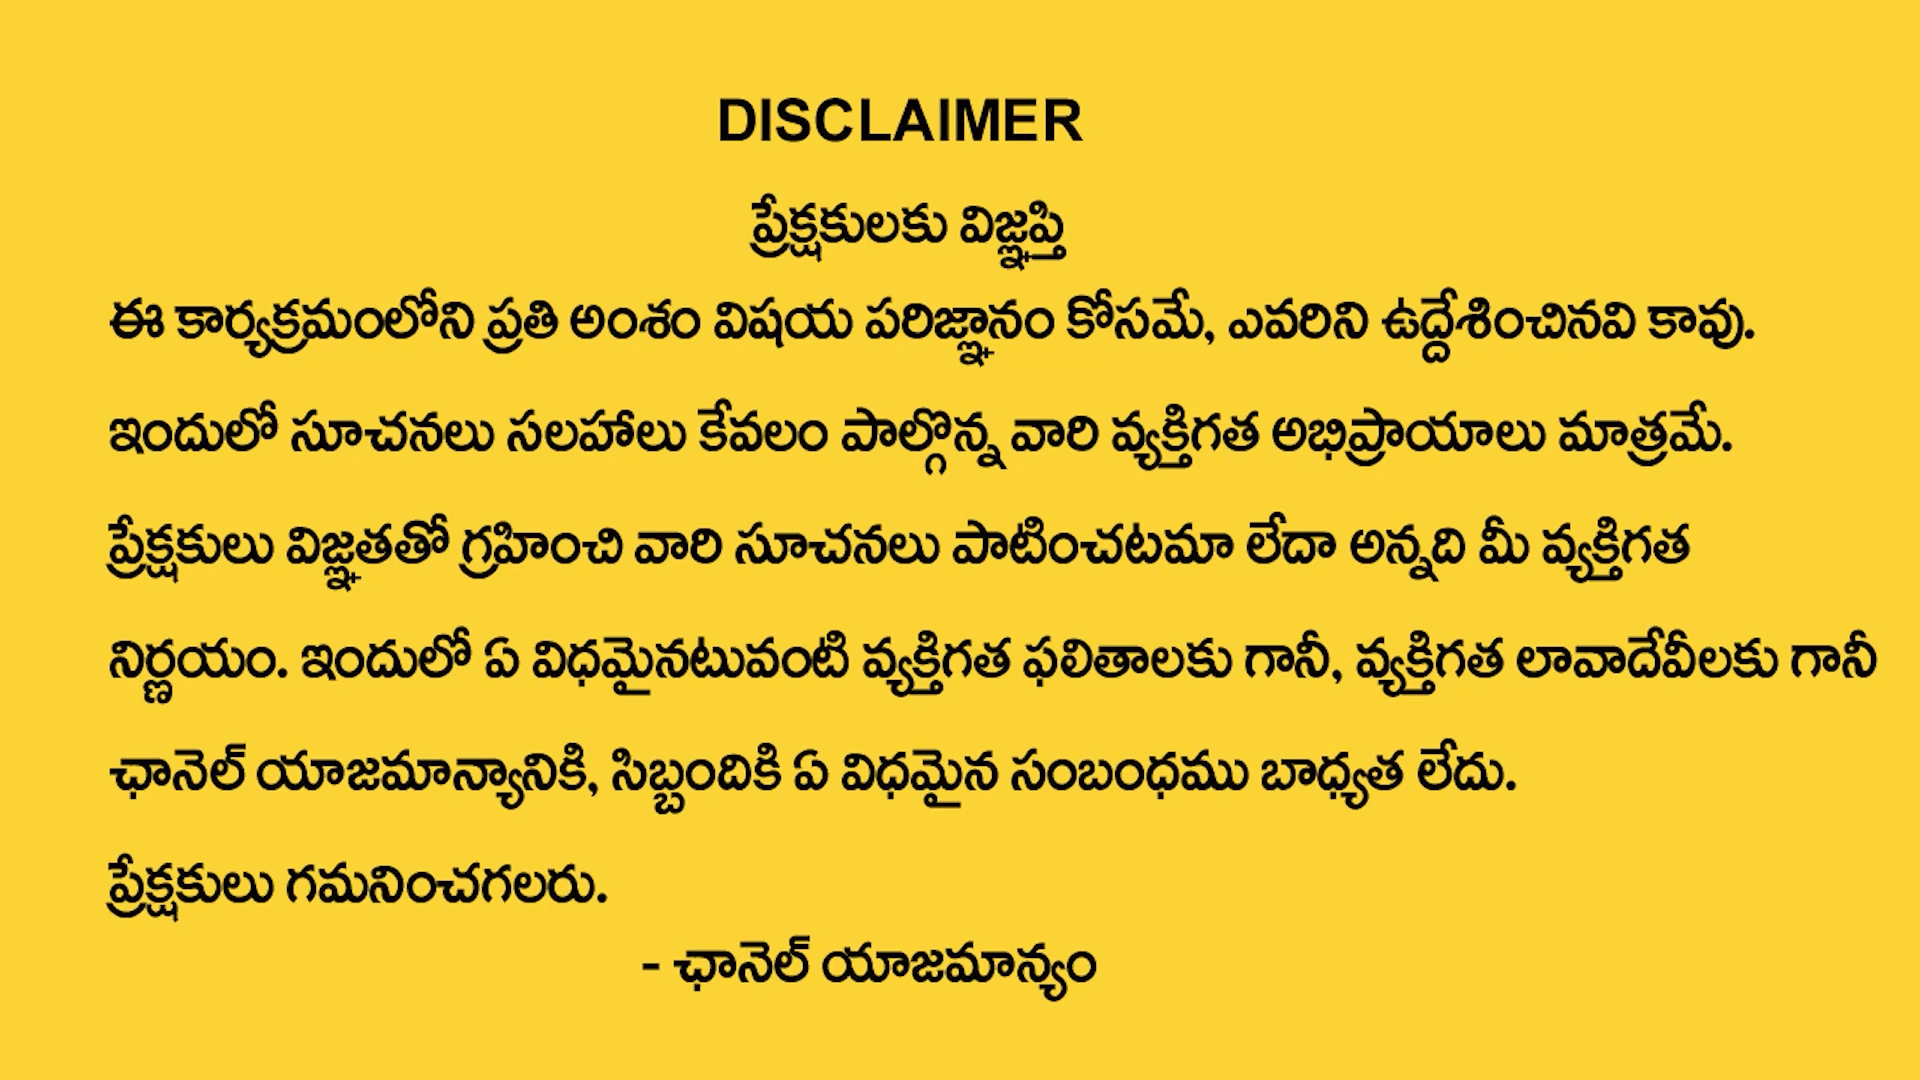 DISCLAIMER
ప్రేక్షకులకు విజ్ఞప్తి
ఈ కార్యక్రమంలోని ప్రతి అంశం విషయ పరిజ్ఞానం కోసమే, ఎవరిని ఉద్దేశించినవి కావు.
ఇందులో సూచనలు సలహాలు కేవలం పాల్గొన్న వారి వ్యక్తిగత అభిప్రాయాలు మాత్రమే.
ప్రేక్షకులు విజ్ఞతతో గ్రహించి వారి సూచనలు పాటించటమా లేదా అన్నది మీ వ్యక్తిగత
నిర్ణయం. ఇందులో ఏ విధమైనటువంటి వ్యక్తిగత ఫలితాలకు గానీ, వ్యక్తిగత లావాదేవీలకు గానీ
ఛానెల్ యాజమాన్యానికి, సిబ్బందికి ఏ విధమైన సంబంధము బాధ్యత లేదు.
ప్రేక్షకులు గమనించగలరు.
- ఛానెల్ యాజమాన్యం